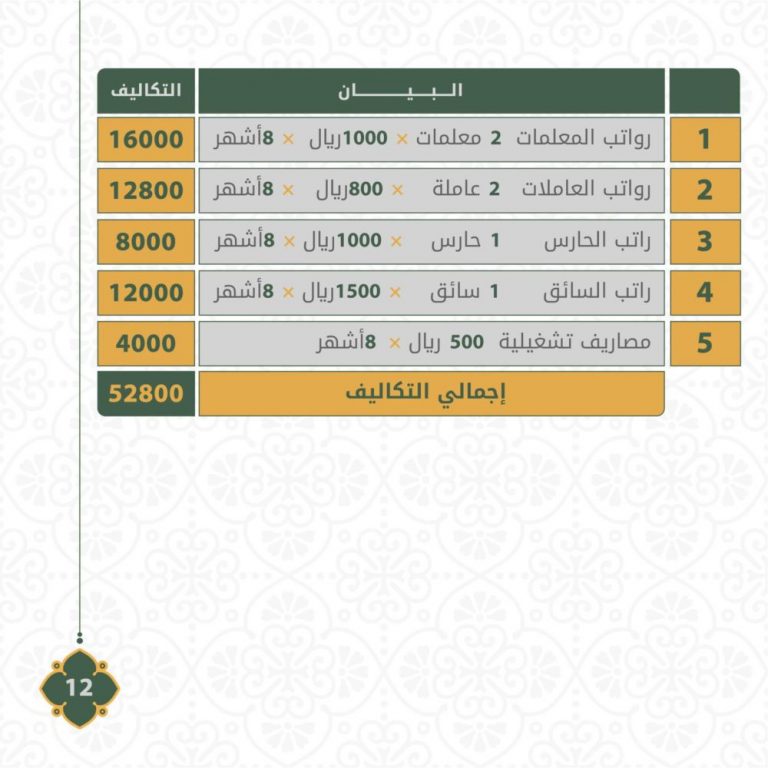 البيان التكاليف
1 رواتب المعلمات 2 معلمات × 1000ريال × 8أشهر 16000
2 رواتب العاملات 2 عاملة × 800ريال × 8أشهر 12800
3 راتب الحارس 1 حارس × 1000ريال × 8أشهر 8000
4 راتب السائق 1 سائق × 1500ريال × 8أشهر 12000
5 مصاريف تشغيلية 500 ريال × 8أشهر 4000
إجمالي التكاليف 52800
12